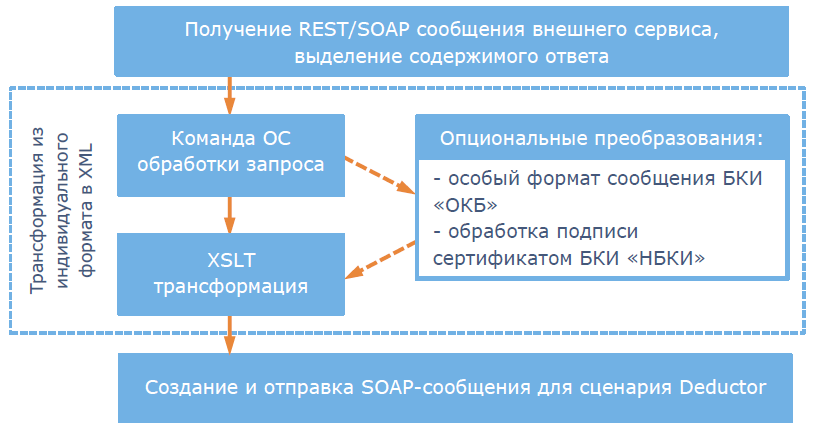 Получение REST/SOAP сообщения внешнего сервиса,
выделение содержимого ответа
Трансформация из
индивидуального
формата в XML
Команда ОС
обработки запроса
Опциональные преобразования:
- особый формат сообщения БКИ
«ОКБ»
- обработка подписи
сертификатом БКИ «НБКИ»
XSLT
трансформация
Создание и отправка SOAP-сообщения для сценария Deductor